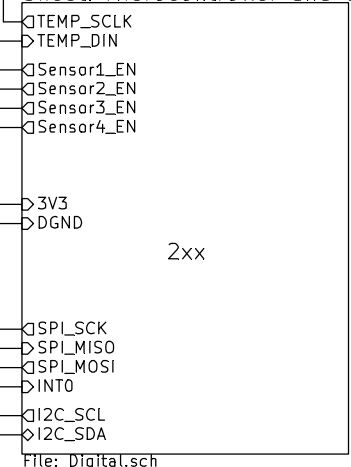 TEMP_SCLK
TEMP_DIN
Sensor1_EN
Sensor2_EN
Sensor3_EN
Sensor4_EN
3V3
DGND
2xx
SPI_SCK
SPI_MISO
SPI_MOSI
INT0
I2C_SCL
I2C_SDA
File: Digital.sch